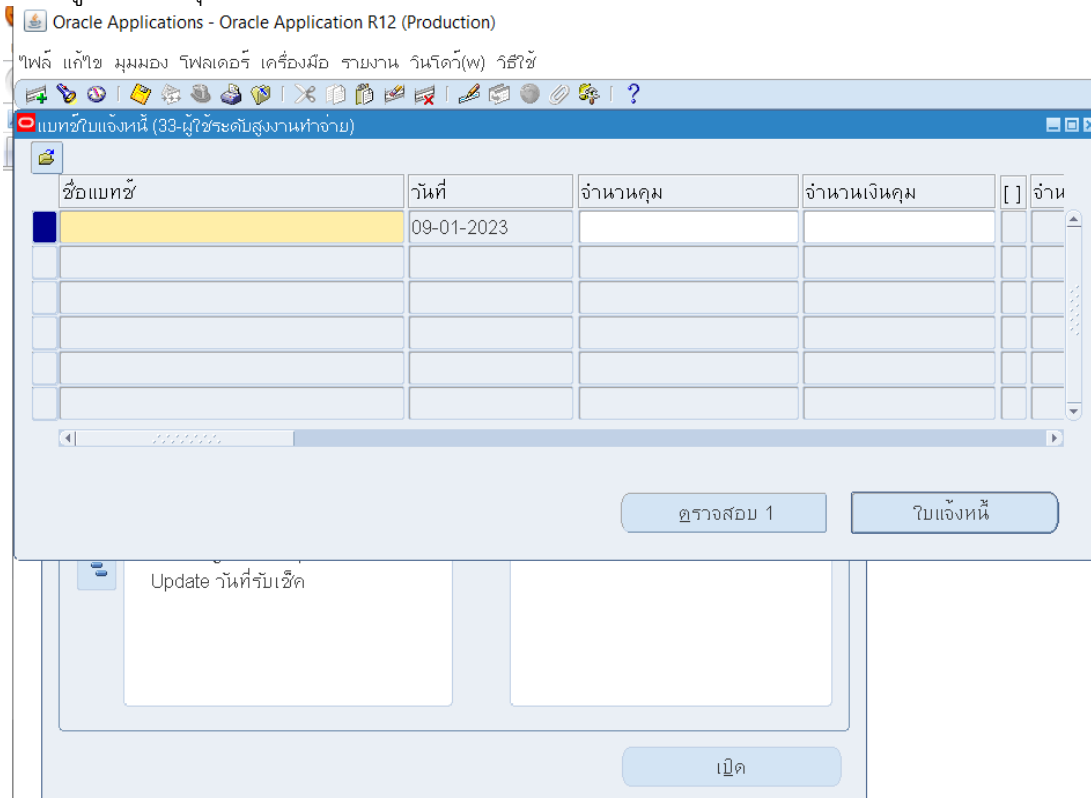 Oracle Applications - Oracle Application R12 (Production)
ไฟล์ แก้ไข มุมมอง โฟลเดอร์ เครื่องมือ รายงาน วินโดว์(w) วิธีใช้
แบทช์ใบแจ้งหนี้ (33-ผู้ใช้ระดับสูงงานทำจ่าย)
ชื่อแบทช์ วันที่ จำนวนคุม จำนวนเงินคุม [ ] จำน
09-01-2023
ตรวจสอบ 1 ใบแจ้งหนี้
Update วันที่รับเช็ค
เปิด